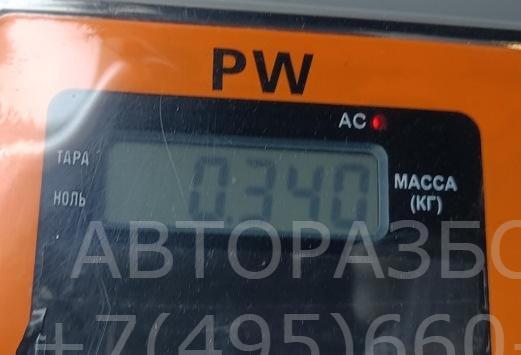 PW
AC
ТАРА
0.340
МАССА
(КГ)
НОЛЬ
АВТОРАЗБО
+7(495)660-